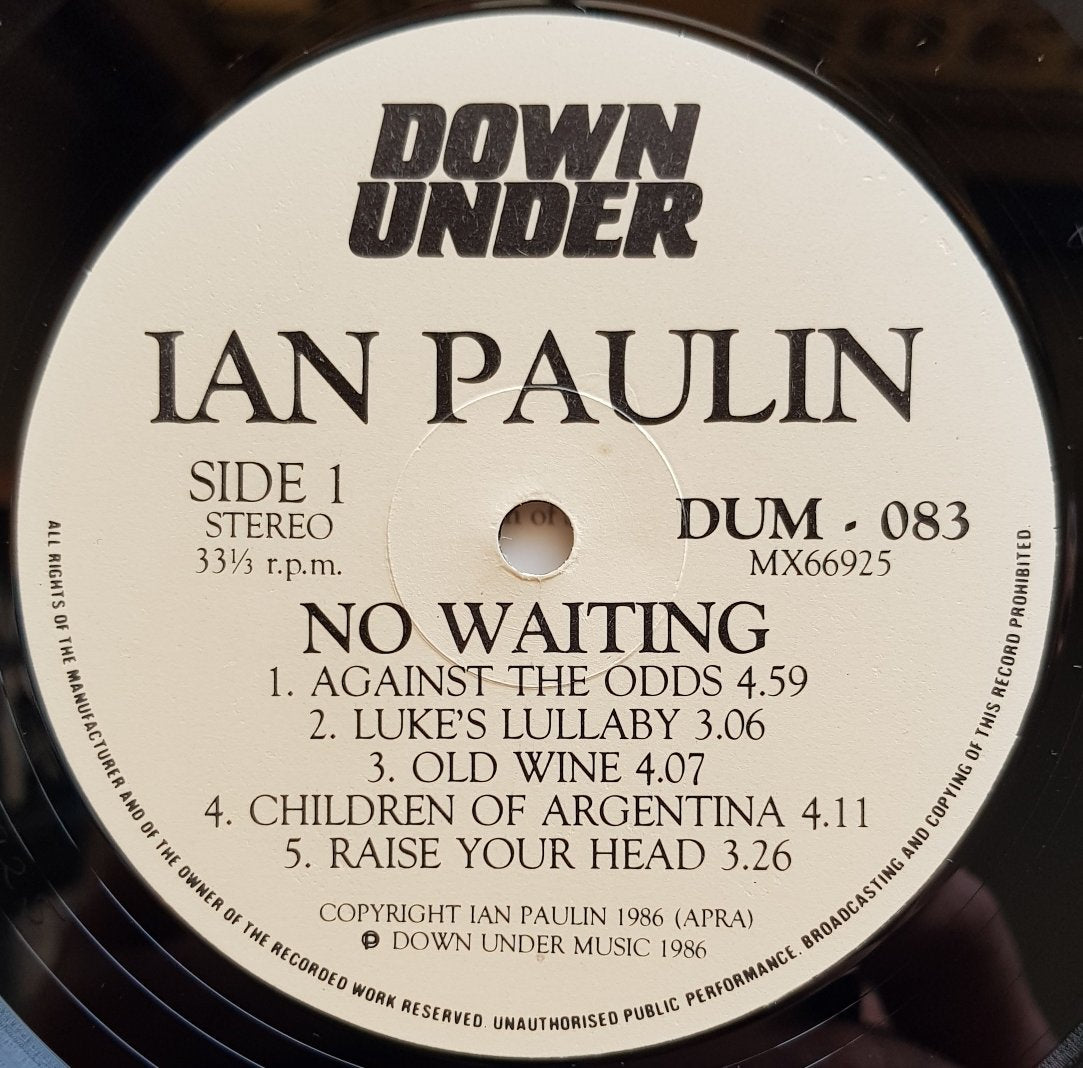 DOWN
UNDER
IAN PAULIN
SIDE 1
STEREO
33⅓ r.p.m.
DUM - 083
MX66925
NO WAITING
1. AGAINST THE ODDS 4.59
2. LUKE'S LULLABY 3.06
3. OLD WINE 4.07
4. CHILDREN OF ARGENTINA 4.11
5. RAISE YOUR HEAD 3.26
COPYRIGHT IAN PAULIN 1986 (APRA)
℗ DOWN UNDER MUSIC 1986
ALL RIGHTS OF THE MANUFACTURER AND OF THE OWNER OF THE RECORDED WORK RESERVED. UNAUTHORISED PUBLIC PERFORMANCE. BROADCASTING AND COPYING OF THIS RECORD PROHIBITED.